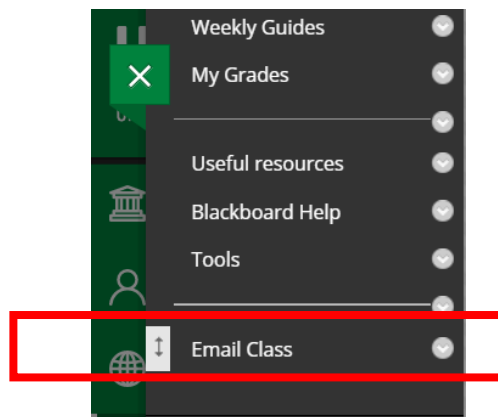 Weekly Guides
My Grades
Useful resources
Blackboard Help
Tools
Email Class